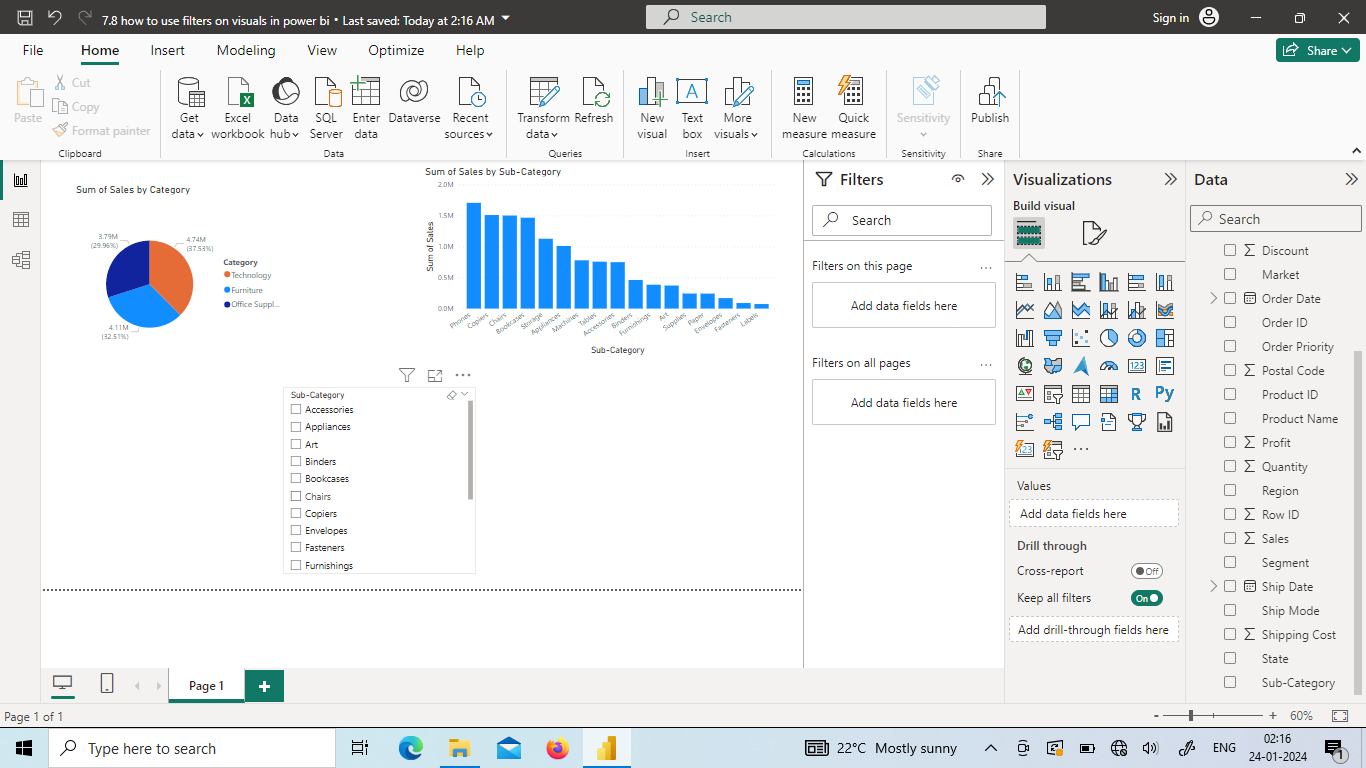 7.8 how to use filters on visuals in power bi • Last saved: Today at 2:16 AM
Search
Sign in
File
Home
Insert
Modeling
View
Optimize
Help
Share
Paste
Cut
Copy
Format painter
Clipboard
Get data
Excel workbook
Data hub
SQL Server
Enter data
Dataverse
Recent sources
Data
Transform data
Refresh
Queries
New visual
Text box
More visuals
Insert
New measure
Quick measure
Calculations
Sensitivity
Sensitivity
Publish
Share
Sum of Sales by Category
3.79M
(29.96%)
4.74M
(37.53%)
4.11M
(32.51%)
Category
Technology
Furniture
Office Suppl...
Sum of Sales by Sub-Category
2.0M
1.5M
1.0M
0.5M
0.0M
Sum of Sales
Phones
Copiers
Chairs
Bookcases
Storage
Appliances
Machines
Tables
Accessories
Binders
Furnishings
Art
Supplies
Paper
Envelopes
Fasteners
Labels
Sub-Category
Sub-Category
Accessories
Appliances
Art
Binders
Bookcases
Chairs
Copiers
Envelopes
Fasteners
Furnishings
Filters
Search
Filters on this page
Add data fields here
Filters on all pages
Add data fields here
Visualizations
Build visual
123
R
Py
123
Values
Add data fields here
Drill through
Cross-report
Off
Keep all filters
On
Add drill-through fields here
Data
Search
Discount
Market
Order Date
Order ID
Order Priority
Postal Code
Product ID
Product Name
Profit
Quantity
Region
Row ID
Sales
Segment
Ship Date
Ship Mode
Shipping Cost
State
Sub-Category
Page 1
Page 1 of 1
- + 60%
Type here to search
22°C Mostly sunny
ENG
02:16
24-01-2024
1